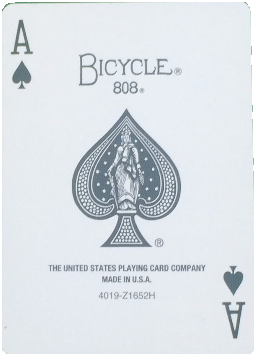 A
BICYCLE®
808®
®
THE UNITED STATES PLAYING CARD COMPANY
MADE IN U.S.A.
4019-Z1652H
A